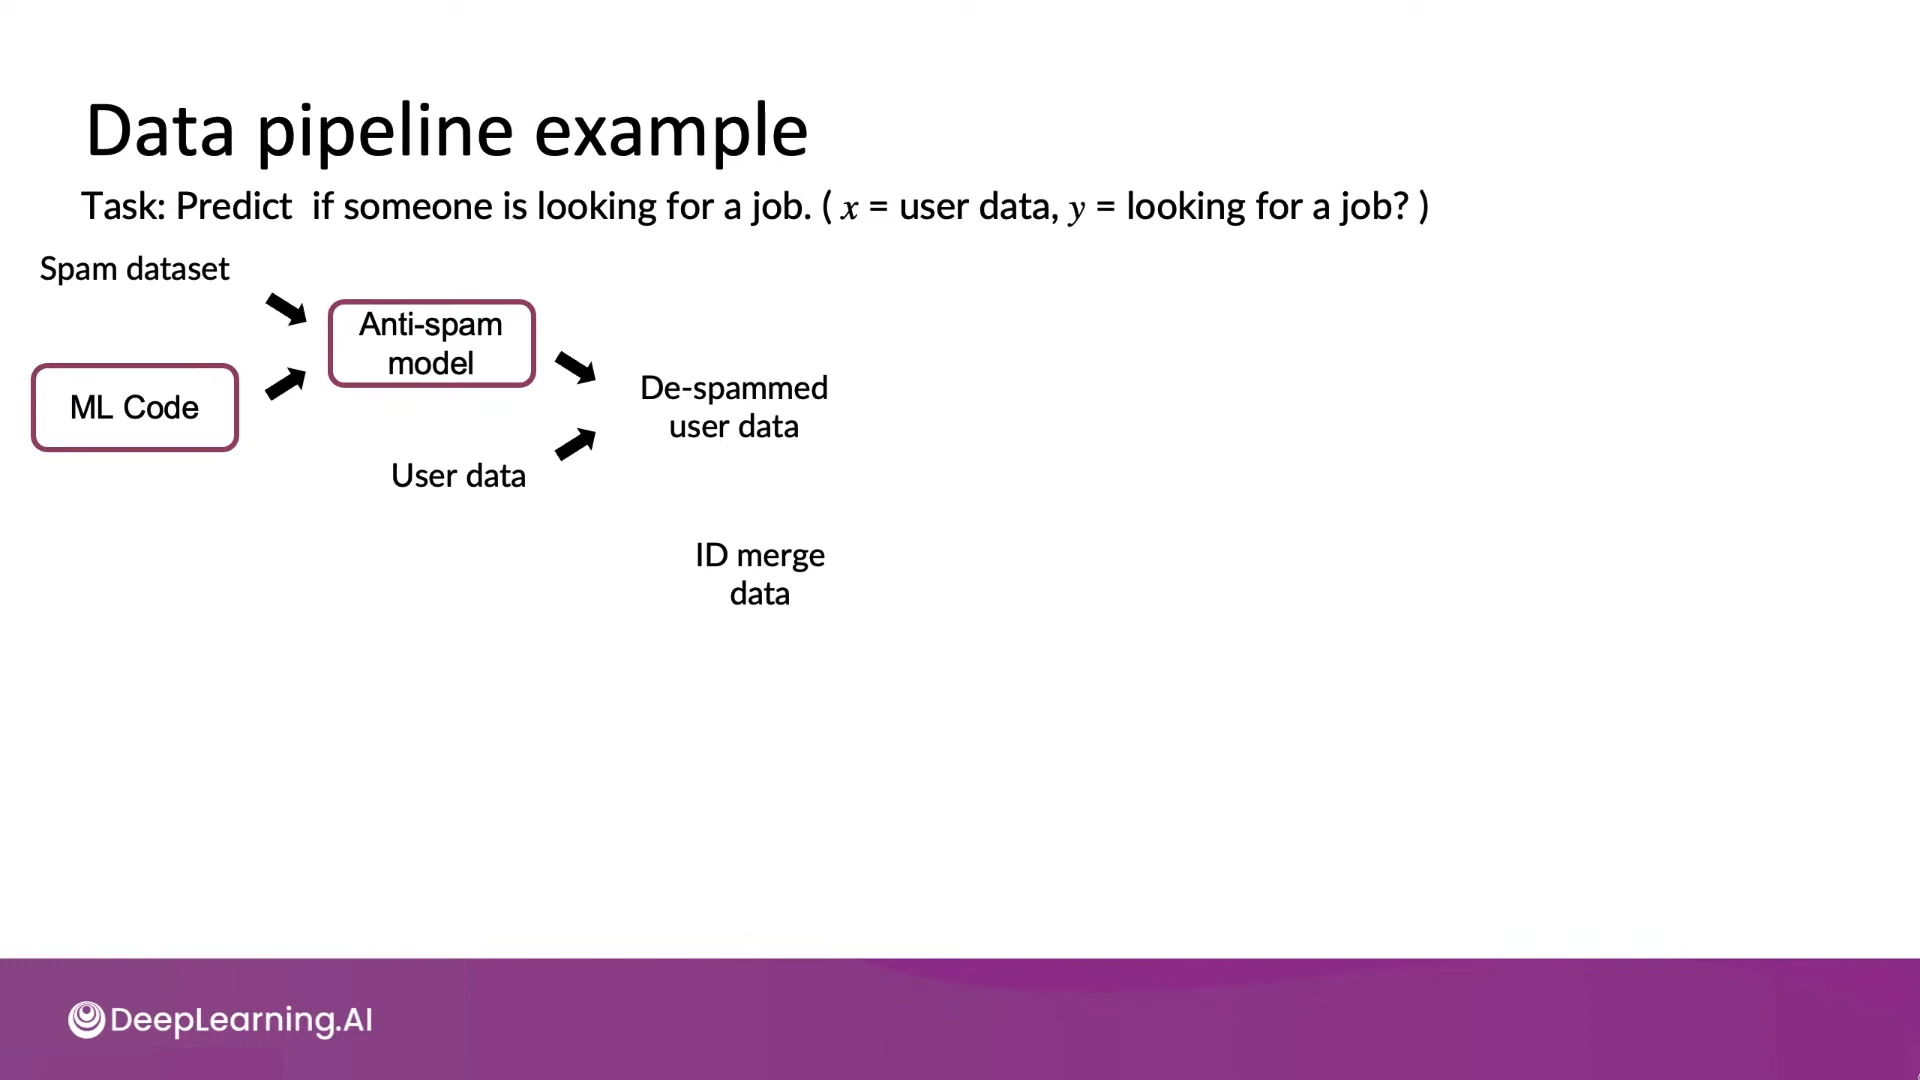 Data pipeline example
Task: Predict if someone is looking for a job. ( x = user data, y = looking for a job? )
Spam dataset
Anti-spam
model
ML Code
De-spammed
user data
User data
ID merge
data
DeepLearning.AI